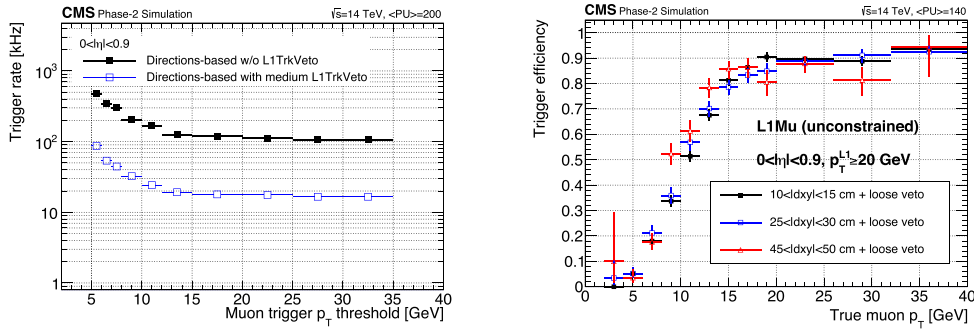 CMS Phase-2 Simulation √s=14 TeV, <PU>=200
Trigger rate [kHz]
0<|η|<0.9
Directions-based w/o L1TrkVeto
Directions-based with medium L1TrkVeto
10³
10²
10
1
5 10 15 20 25 30 35 40
Muon trigger p_T threshold [GeV]
CMS Phase-2 Simulation √s=14 TeV, <PU>=140
Trigger efficiency
1
0.9
0.8
0.7
0.6
0.5
0.4
0.3
0.2
0.1
0
L1Mu (unconstrained)
0<|η|<0.9, p_T^L1≥20 GeV
10<|dxy|<15 cm + loose veto
25<|dxy|<30 cm + loose veto
45<|dxy|<50 cm + loose veto
0 5 10 15 20 25 30 35 40
True muon p_T [GeV]